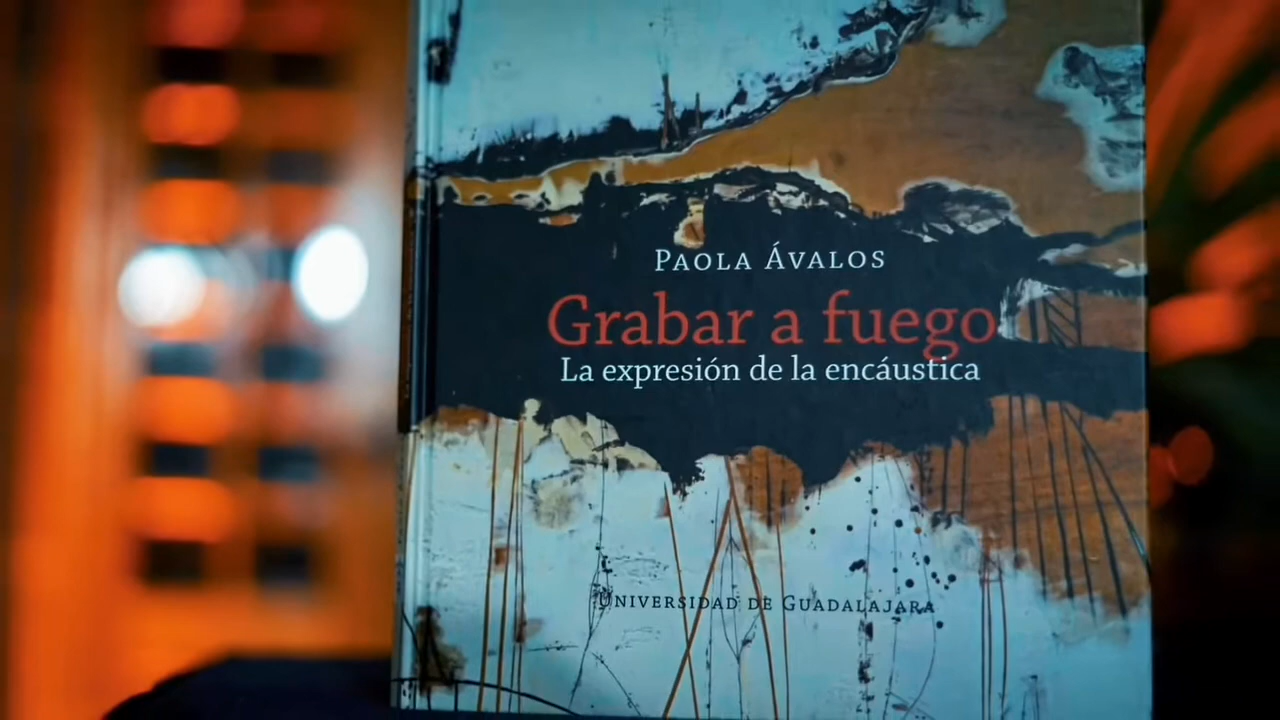 PAOLA ÁVALOS
Grabar a fuego
La expresión de la encáustica
UNIVERSIDAD DE GUADALAJARA